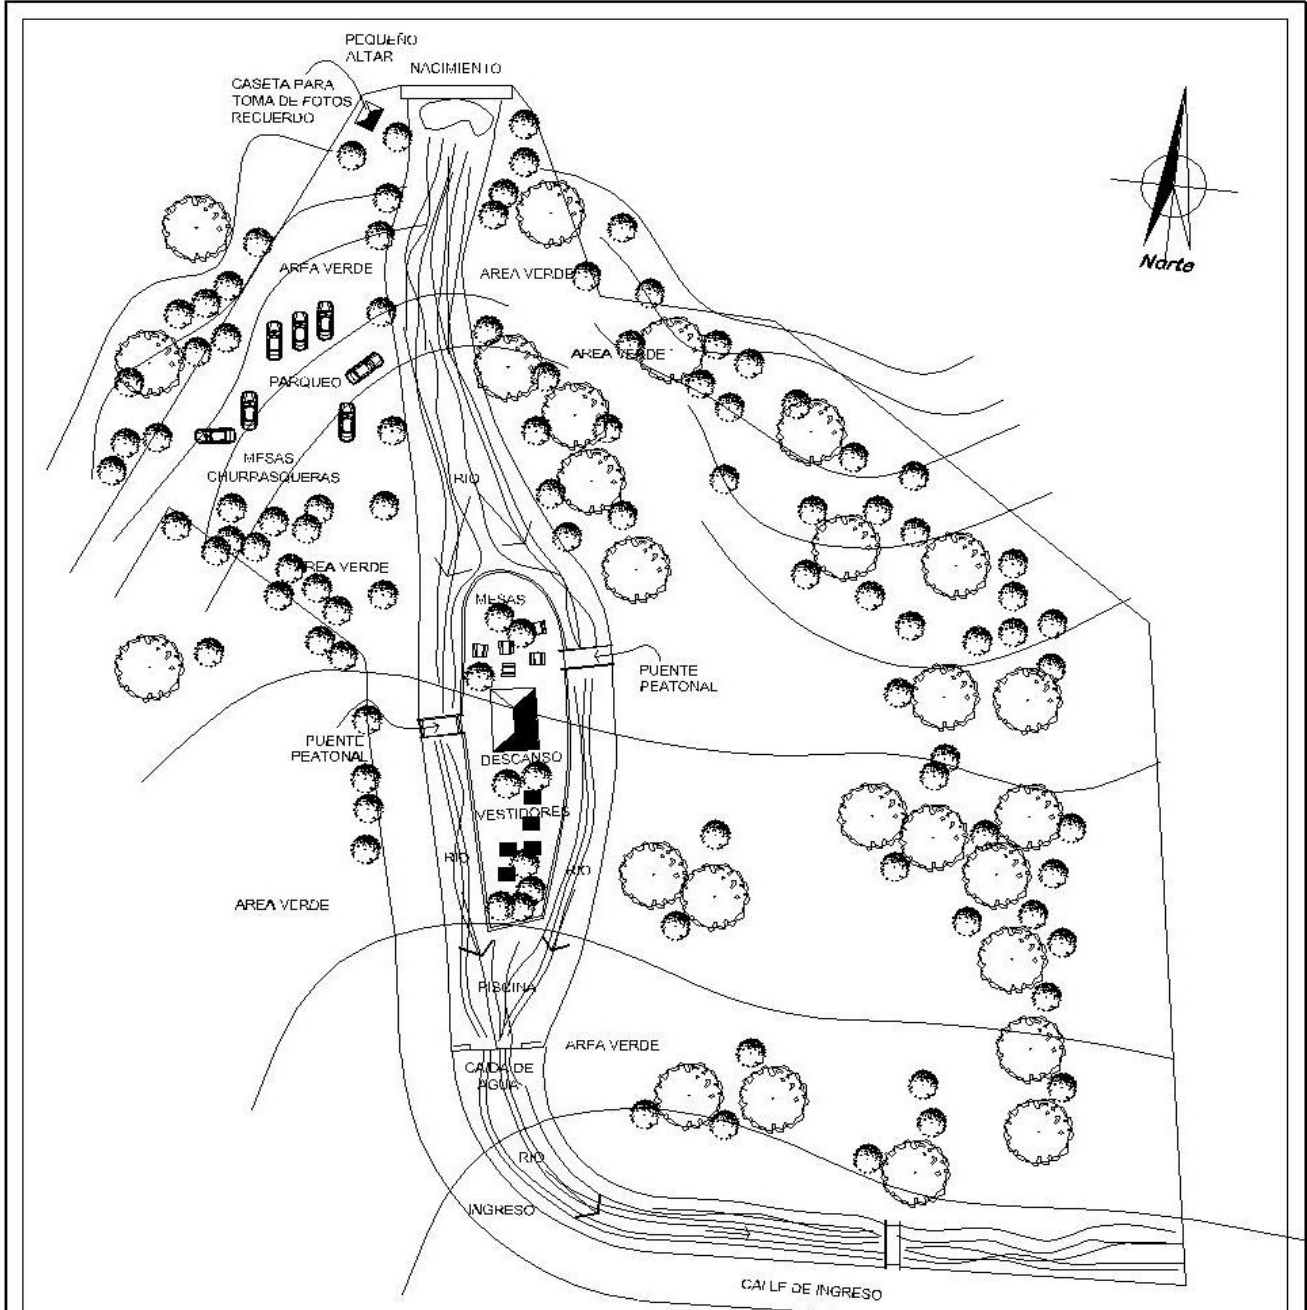 PEQUEÑO
ALTAR
NACIMIENTO
CASETA PARA
TOMA DE FOTOS
RECUERDO
Norte
AREA VERDE
AREA VERDE
AREA VERDE
PARQUEO
MESAS
CHURRASQUERAS
RIO
AREA VERDE
MESAS
PUENTE
PEATONAL
PUENTE
PEATONAL
DESCANSO
VESTIDORES
RIO
RIO
AREA VERDE
PISCINA
AREA VERDE
CAIDA DE
AGUA
RIO
INGRESO
CALLE DE INGRESO